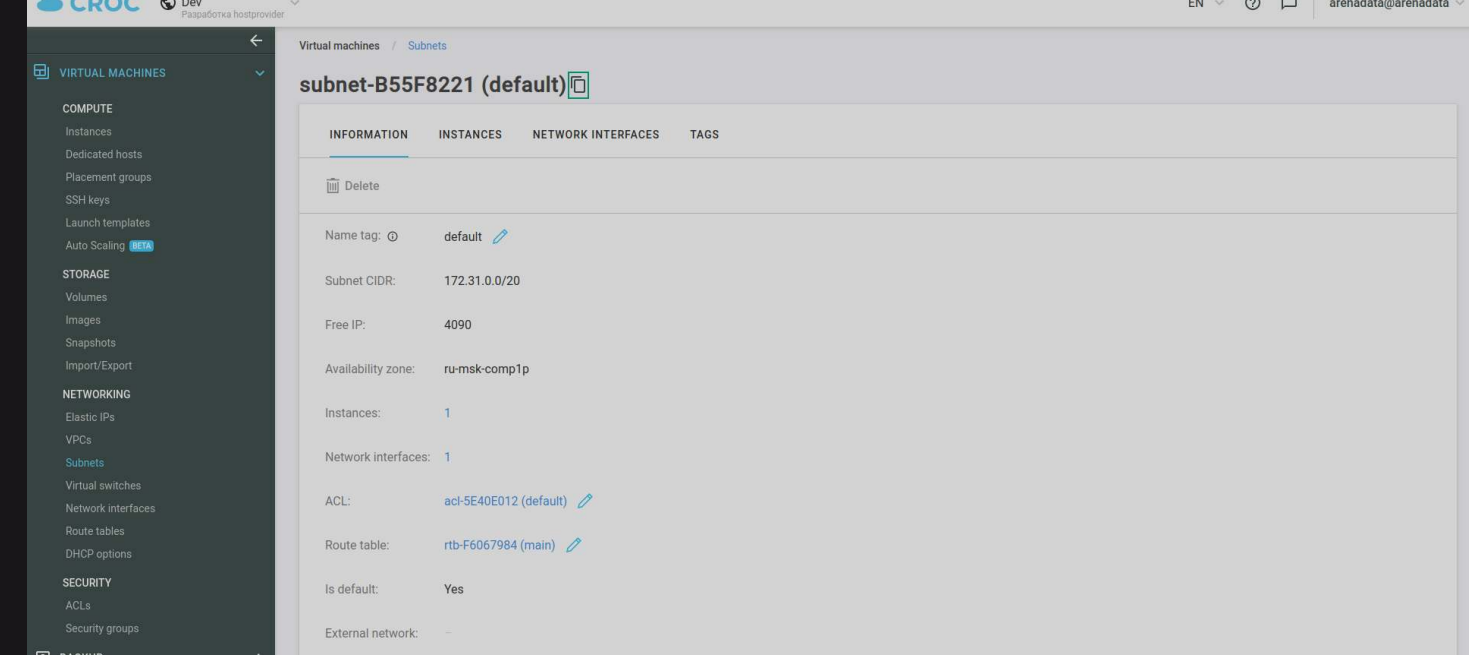 CROC
Dev
Разработка hostprovider
EN
arenadata@arenadata
VIRTUAL MACHINES
COMPUTE
Instances
Dedicated hosts
Placement groups
SSH keys
Launch templates
Auto Scaling BETA
STORAGE
Volumes
Images
Snapshots
Import/Export
NETWORKING
Elastic IPs
VPCs
Subnets
Virtual switches
Network interfaces
Route tables
DHCP options
SECURITY
ACLs
Security groups
BACKUP
Virtual machines / Subnets
subnet-B55F8221 (default)
INFORMATION INSTANCES NETWORK INTERFACES TAGS
Delete
Name tag: default
Subnet CIDR: 172.31.0.0/20
Free IP: 4090
Availability zone: ru-msk-comp1p
Instances: 1
Network interfaces: 1
ACL: acl-5E40E012 (default)
Route table: rtb-F6067984 (main)
Is default: Yes
External network: –